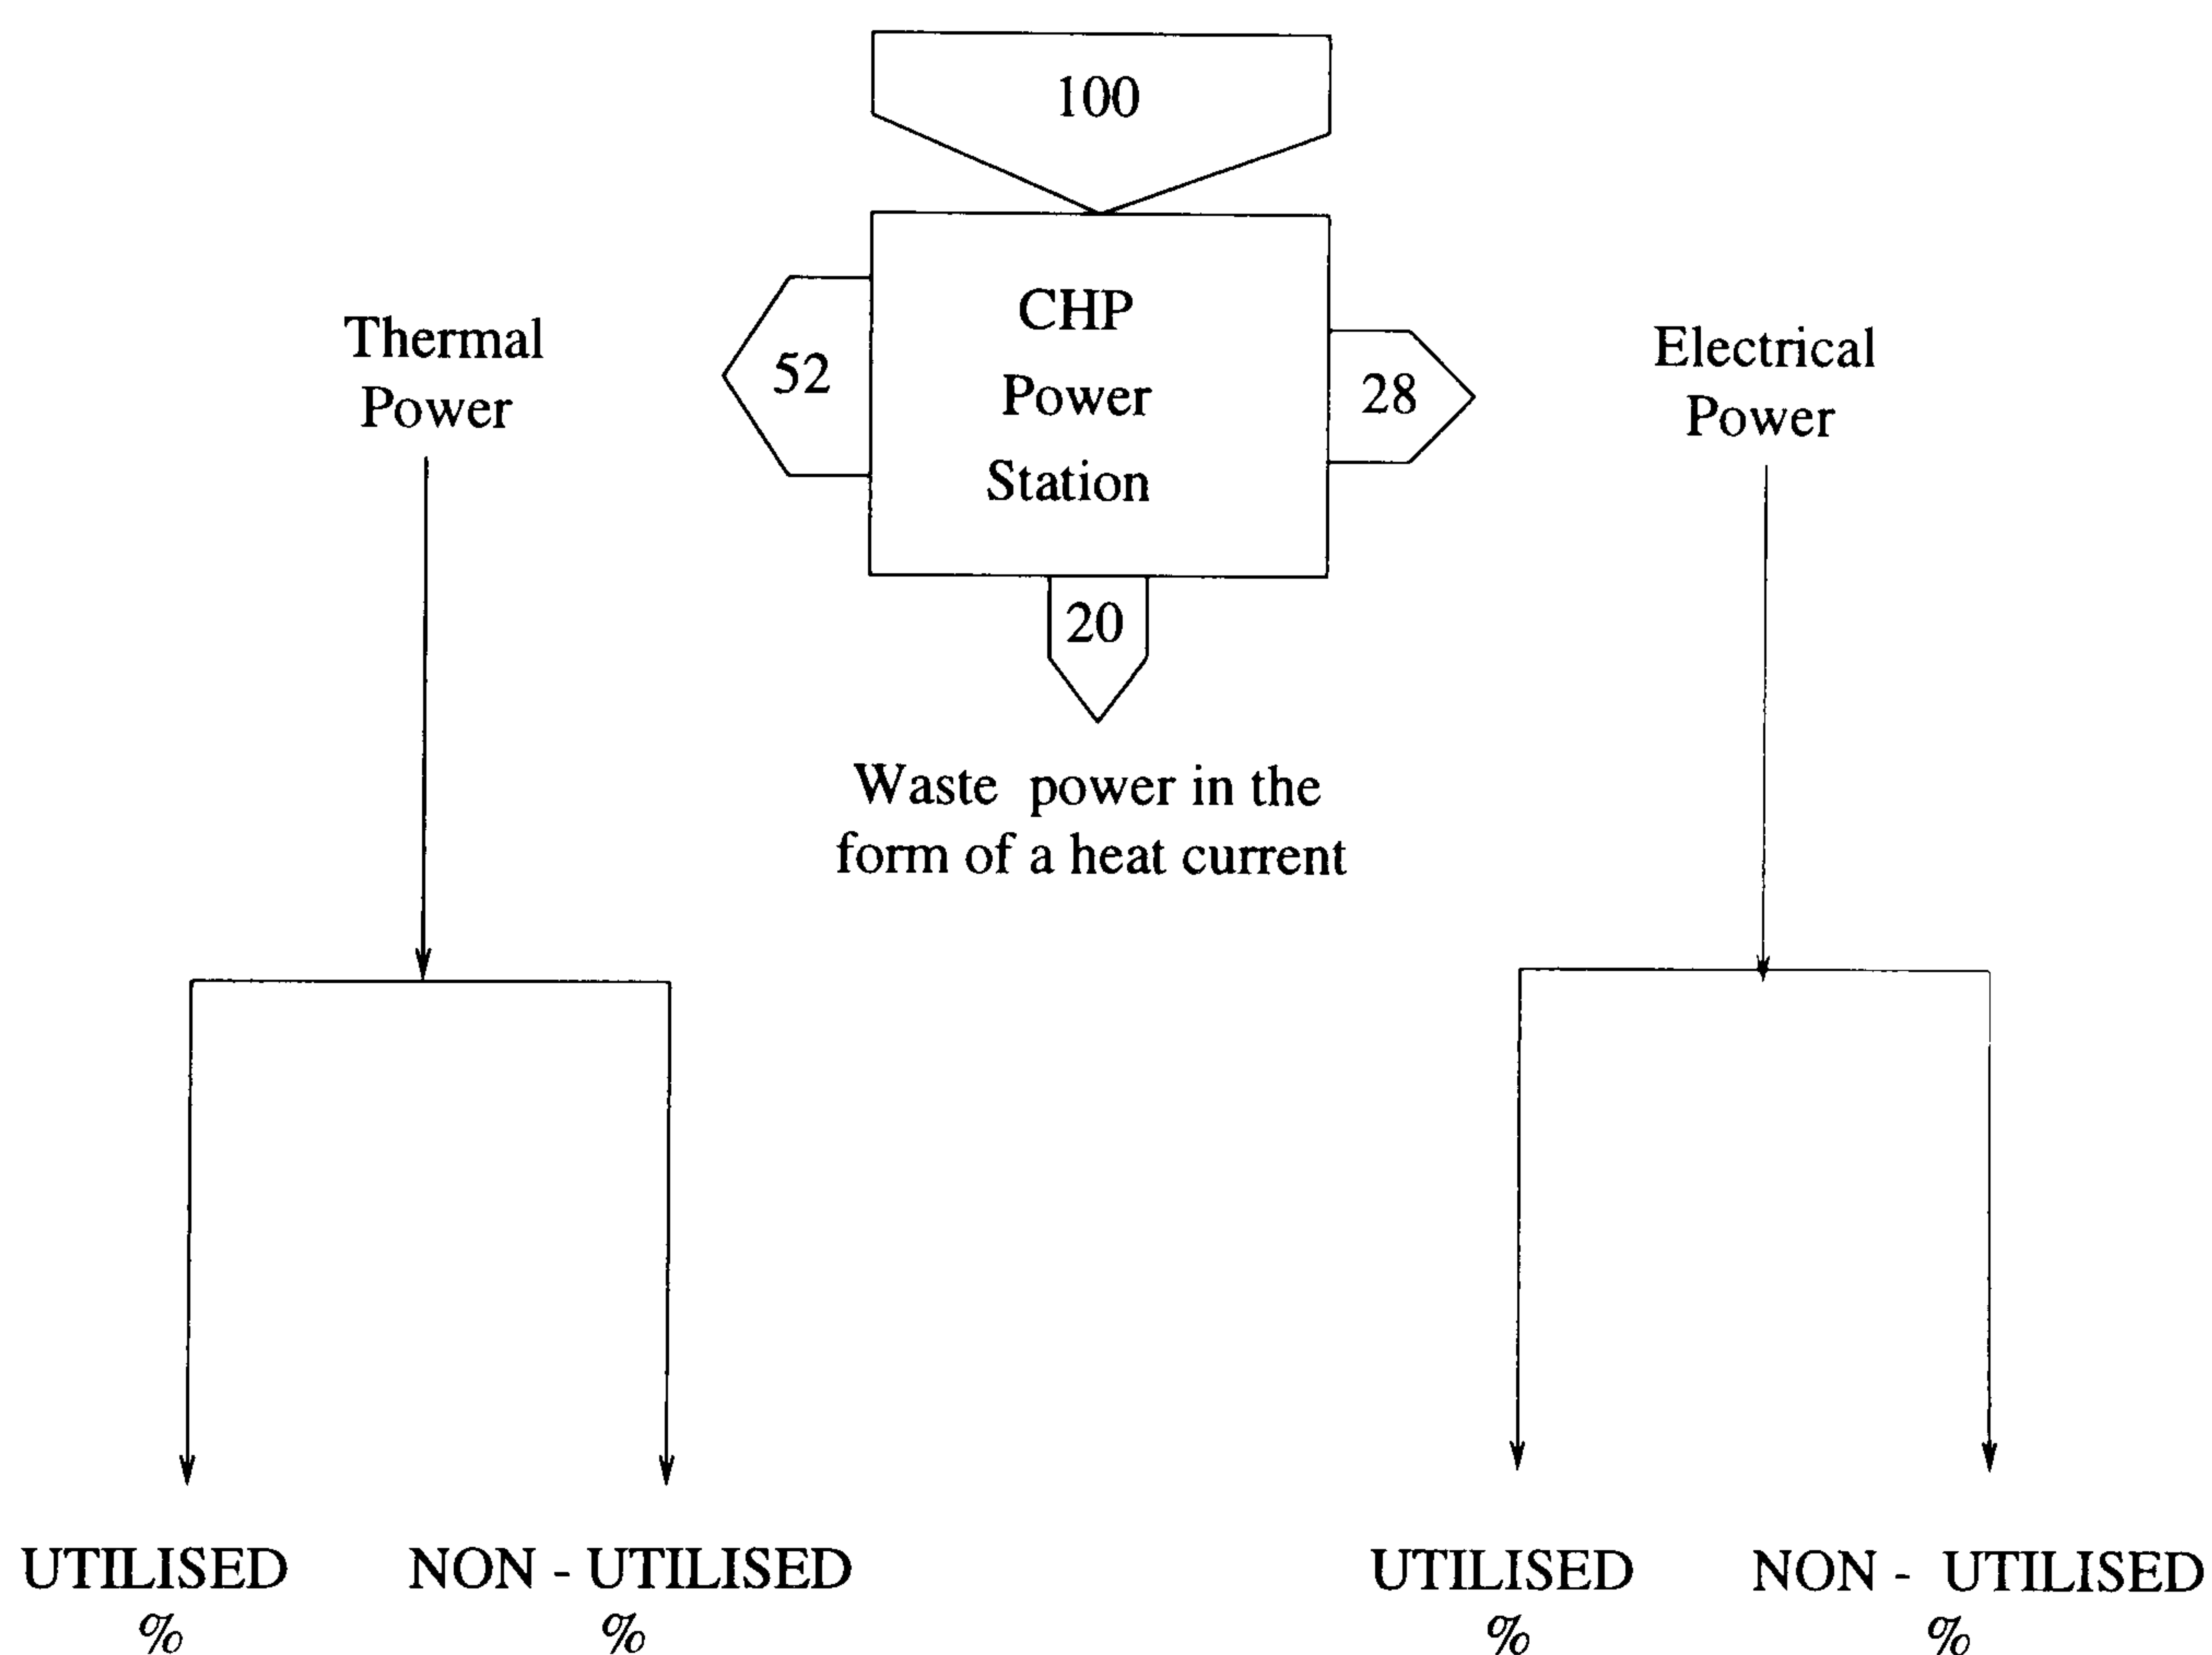 100
CHP
Power
Station
52
28
20
Thermal
Power
Electrical
Power
Waste power in the
form of a heat current
UTILISED
%
NON - UTILISED
%
UTILISED
%
NON - UTILISED
%